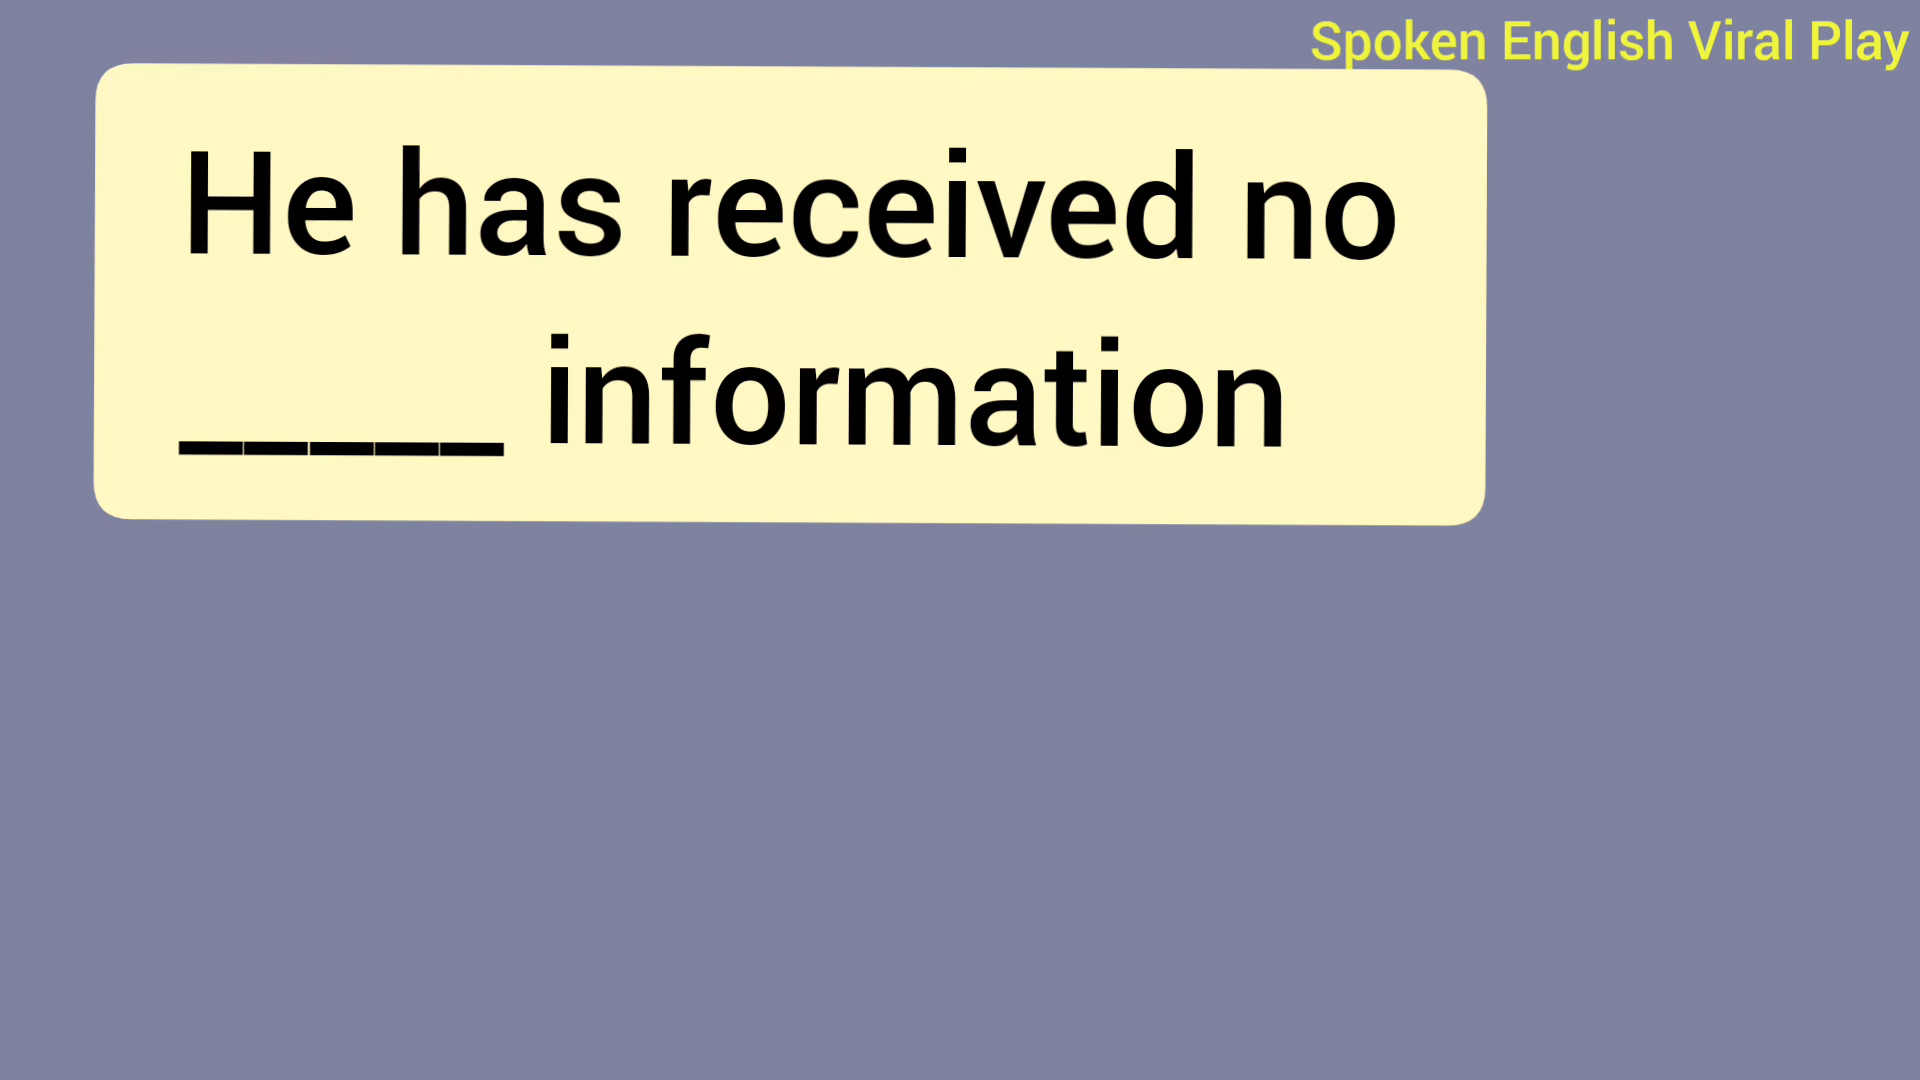 Spoken English Viral Play
He has received no
_____ information